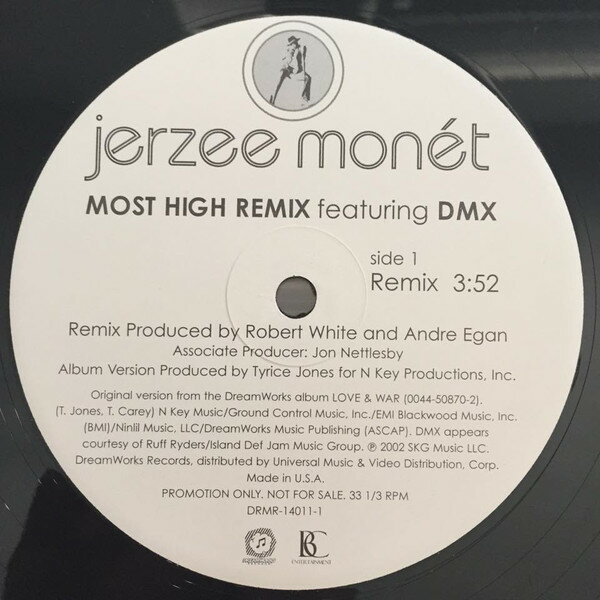 jerzee monét
MOST HIGH REMIX featuring DMX
side 1
Remix 3:52
Remix Produced by Robert White and Andre Egan
Associate Producer: Jon Nettlesby
Album Version Produced by Tyrice Jones for N Key Productions, Inc.
Original version from the DreamWorks album LOVE & WAR (0044-50870-2).
(T. Jones, T. Carey) N Key Music/Ground Control Music, Inc./EMI Blackwood Music, Inc.
(BMI)/Ninlil Music, LLC/DreamWorks Music Publishing (ASCAP). DMX appears
courtesy of Ruff Ryders/Island Def Jam Music Group. ℗ 2002 SKG Music LLC.
DreamWorks Records, distributed by Universal Music & Video Distribution, Corp.
Made in U.S.A.
PROMOTION ONLY. NOT FOR SALE. 33 1/3 RPM
DRMR-14011-1
BC
ENTERTAINMENT